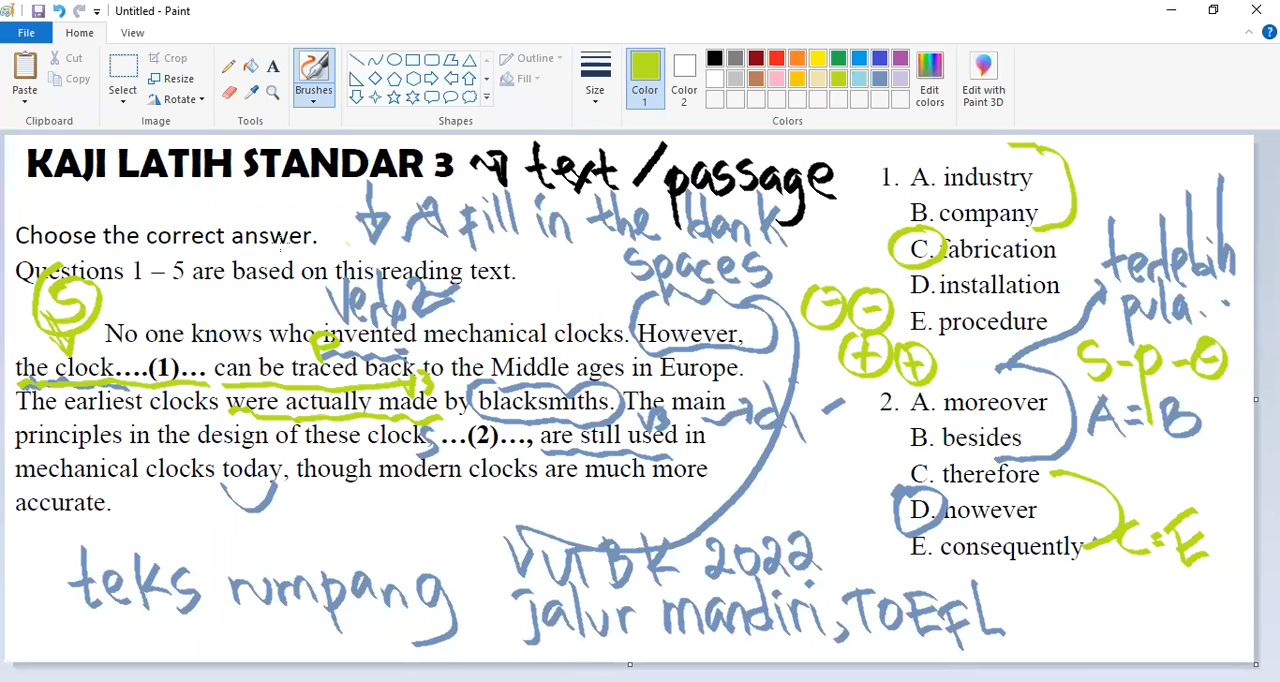 Untitled - Paint
File
Home
View
Paste
Cut
Copy
Clipboard
Select
Crop
Resize
Rotate
Image
A
Tools
Brushes
Outline
Fill
Shapes
Size
Color 1
Color 2
Edit colors
Colors
Edit with Paint 3D
KAJI LATIH STANDAR 3 text/passage
fill in the blank
spaces
Choose the correct answer.
Questions 1 – 5 are based on this reading text.
S
Verb 2
No one knows who invented mechanical clocks. However,
the clock….(1)… can be traced back to the Middle ages in Europe.
The earliest clocks were actually made by blacksmiths. The main
principles in the design of these clocks, …(2)…, are still used in
mechanical clocks today, though modern clocks are much more
accurate.
teks rumpang
UTBK 2022
jalur mandiri, TOEFL
1. A. industry
B. company
C. fabrication
D. installation
E. procedure
2. A. moreover
B. besides
C. therefore
D. however
E. consequently
terlebih
pula.
S - P - O
A = B
C = E